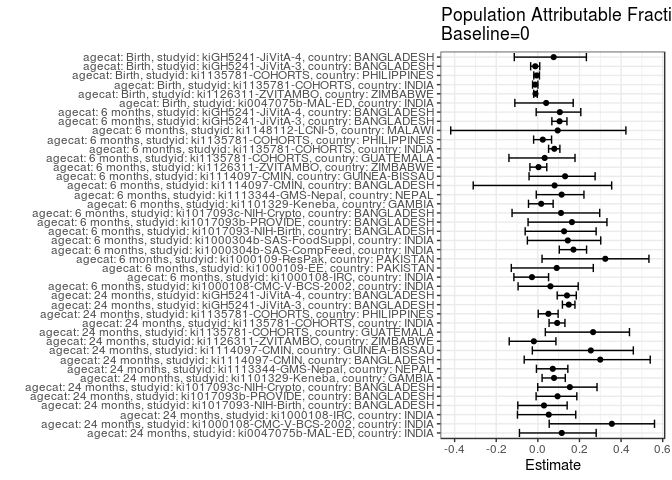 Population Attributable Fracti
Baseline=0
agecat: Birth, studyid: kiGH5241-JiVitA-4, country: BANGLADESH
agecat: Birth, studyid: kiGH5241-JiVitA-3, country: BANGLADESH
agecat: Birth, studyid: ki1135781-COHORTS, country: PHILIPPINES
agecat: Birth, studyid: ki1135781-COHORTS, country: INDIA
agecat: Birth, studyid: ki1126311-ZVITAMBO, country: ZIMBABWE
agecat: Birth, studyid: ki0047075b-MAL-ED, country: INDIA
agecat: 6 months, studyid: kiGH5241-JiVitA-4, country: BANGLADESH
agecat: 6 months, studyid: kiGH5241-JiVitA-3, country: BANGLADESH
agecat: 6 months, studyid: ki1148112-LCNI-5, country: MALAWI
agecat: 6 months, studyid: ki1135781-COHORTS, country: PHILIPPINES
agecat: 6 months, studyid: ki1135781-COHORTS, country: INDIA
agecat: 6 months, studyid: ki1135781-COHORTS, country: GUATEMALA
agecat: 6 months, studyid: ki1126311-ZVITAMBO, country: ZIMBABWE
agecat: 6 months, studyid: ki1114097-CMIN, country: GUINEA-BISSAU
agecat: 6 months, studyid: ki1114097-CMIN, country: BANGLADESH
agecat: 6 months, studyid: ki1113344-GMS-Nepal, country: NEPAL
agecat: 6 months, studyid: ki1101329-Keneba, country: GAMBIA
agecat: 6 months, studyid: ki1017093c-NIH-Crypto, country: BANGLADESH
agecat: 6 months, studyid: ki1017093b-PROVIDE, country: BANGLADESH
agecat: 6 months, studyid: ki1017093-NIH-Birth, country: BANGLADESH
agecat: 6 months, studyid: ki1000304b-SAS-FoodSuppl, country: INDIA
agecat: 6 months, studyid: ki1000304b-SAS-CompFeed, country: INDIA
agecat: 6 months, studyid: ki1000109-ResPak, country: PAKISTAN
agecat: 6 months, studyid: ki1000109-EE, country: PAKISTAN
agecat: 6 months, studyid: ki1000108-IRC, country: INDIA
agecat: 6 months, studyid: ki1000108-CMC-V-BCS-2002, country: INDIA
agecat: 24 months, studyid: kiGH5241-JiVitA-4, country: BANGLADESH
agecat: 24 months, studyid: kiGH5241-JiVitA-3, country: BANGLADESH
agecat: 24 months, studyid: ki1135781-COHORTS, country: PHILIPPINES
agecat: 24 months, studyid: ki1135781-COHORTS, country: INDIA
agecat: 24 months, studyid: ki1135781-COHORTS, country: GUATEMALA
agecat: 24 months, studyid: ki1126311-ZVITAMBO, country: ZIMBABWE
agecat: 24 months, studyid: ki1114097-CMIN, country: GUINEA-BISSAU
agecat: 24 months, studyid: ki1114097-CMIN, country: BANGLADESH
agecat: 24 months, studyid: ki1113344-GMS-Nepal, country: NEPAL
agecat: 24 months, studyid: ki1101329-Keneba, country: GAMBIA
agecat: 24 months, studyid: ki1017093c-NIH-Crypto, country: BANGLADESH
agecat: 24 months, studyid: ki1017093b-PROVIDE, country: BANGLADESH
agecat: 24 months, studyid: ki1017093-NIH-Birth, country: BANGLADESH
agecat: 24 months, studyid: ki1000108-IRC, country: INDIA
agecat: 24 months, studyid: ki1000108-CMC-V-BCS-2002, country: INDIA
agecat: 24 months, studyid: ki0047075b-MAL-ED, country: INDIA
-0.4 -0.2 0.0 0.2 0.4 0.6
Estimate